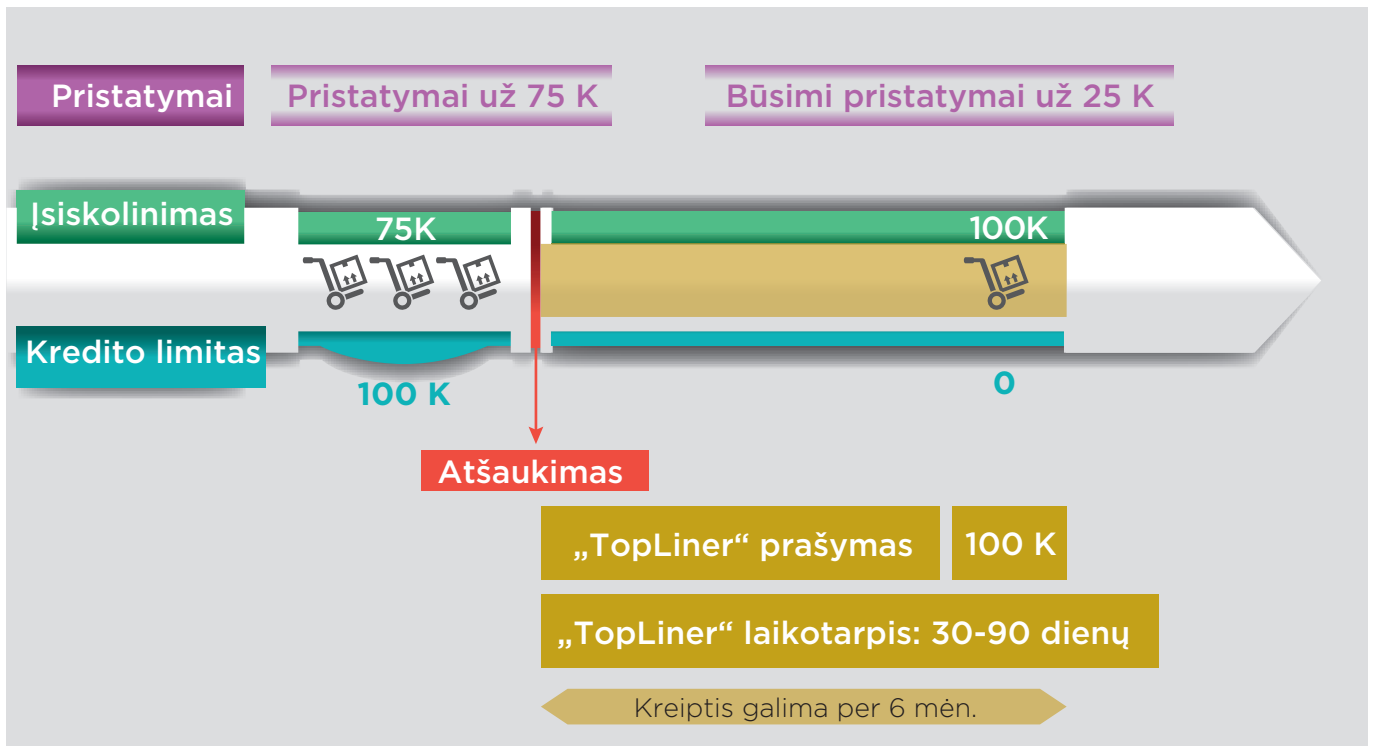 Pristatymai
Pristatymai už 75 K
Būsimi pristatymai už 25 K
Įsiskolinimas
75K
100K
Kredito limitas
100 K
0
Atšaukimas
„TopLiner“ prašymas
100 K
„TopLiner“ laikotarpis: 30-90 dienų
Kreiptis galima per 6 mėn.